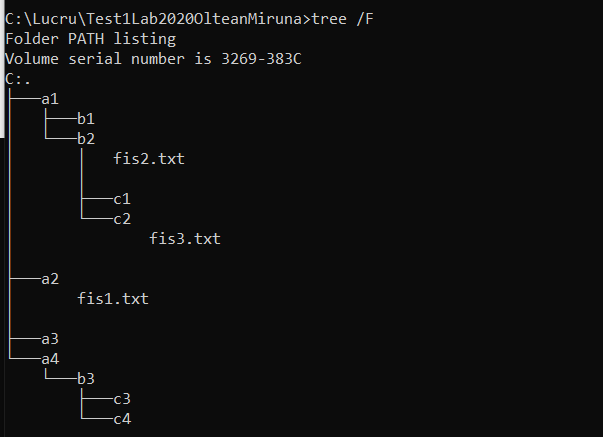 C:\Lucru\Test1Lab2020OlteanMiruna>tree /F
Folder PATH listing
Volume serial number is 3269-383C
C:.
├───a1
│   ├───b1
│   └───b2
│       │   fis2.txt
│       │
│       ├───c1
│       └───c2
│               fis3.txt
│
├───a2
│       fis1.txt
│
├───a3
└───a4
    └───b3
        ├───c3
        └───c4